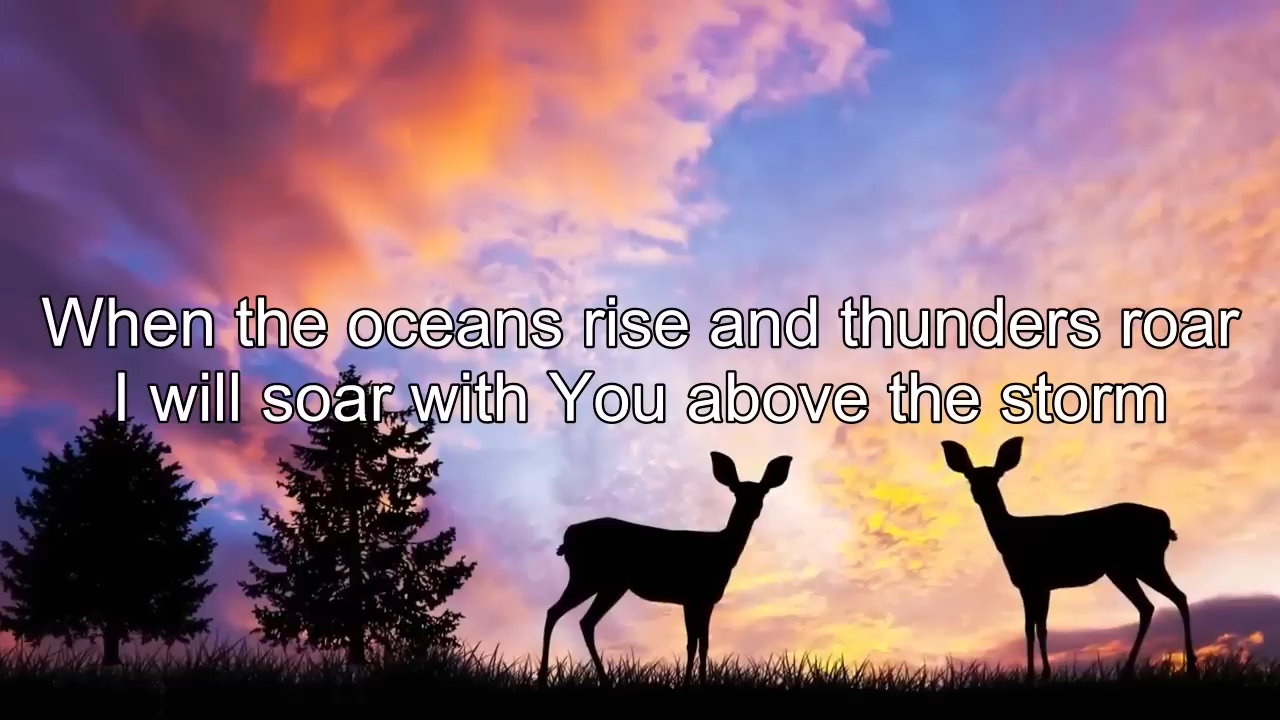 When the oceans rise and thunders roar
I will soar with You above the storm